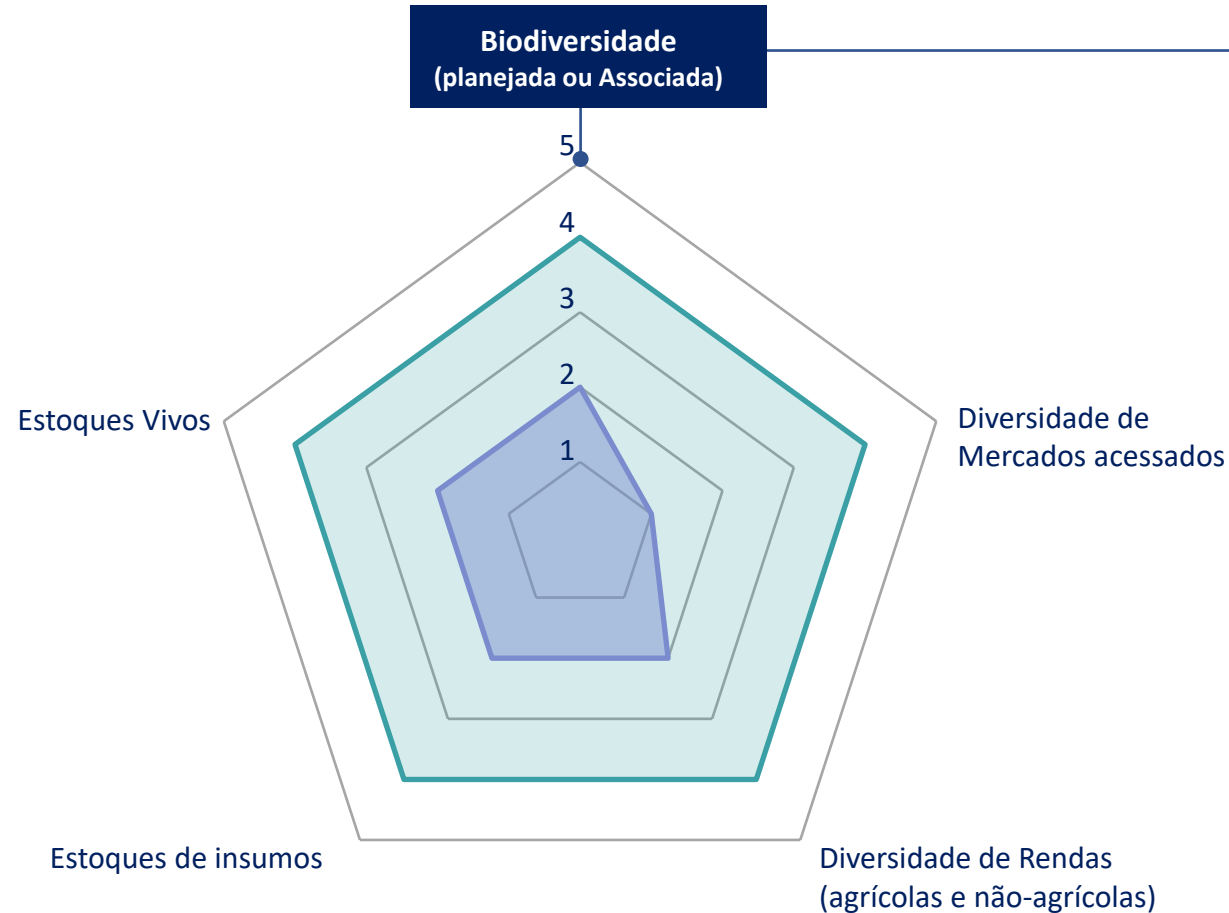 Biodiversidade
(planejada ou Associada)
5
4
3
2
1
Estoques Vivos
Diversidade de
Mercados acessados
Estoques de insumos
Diversidade de Rendas
(agrícolas e não-agrícolas)